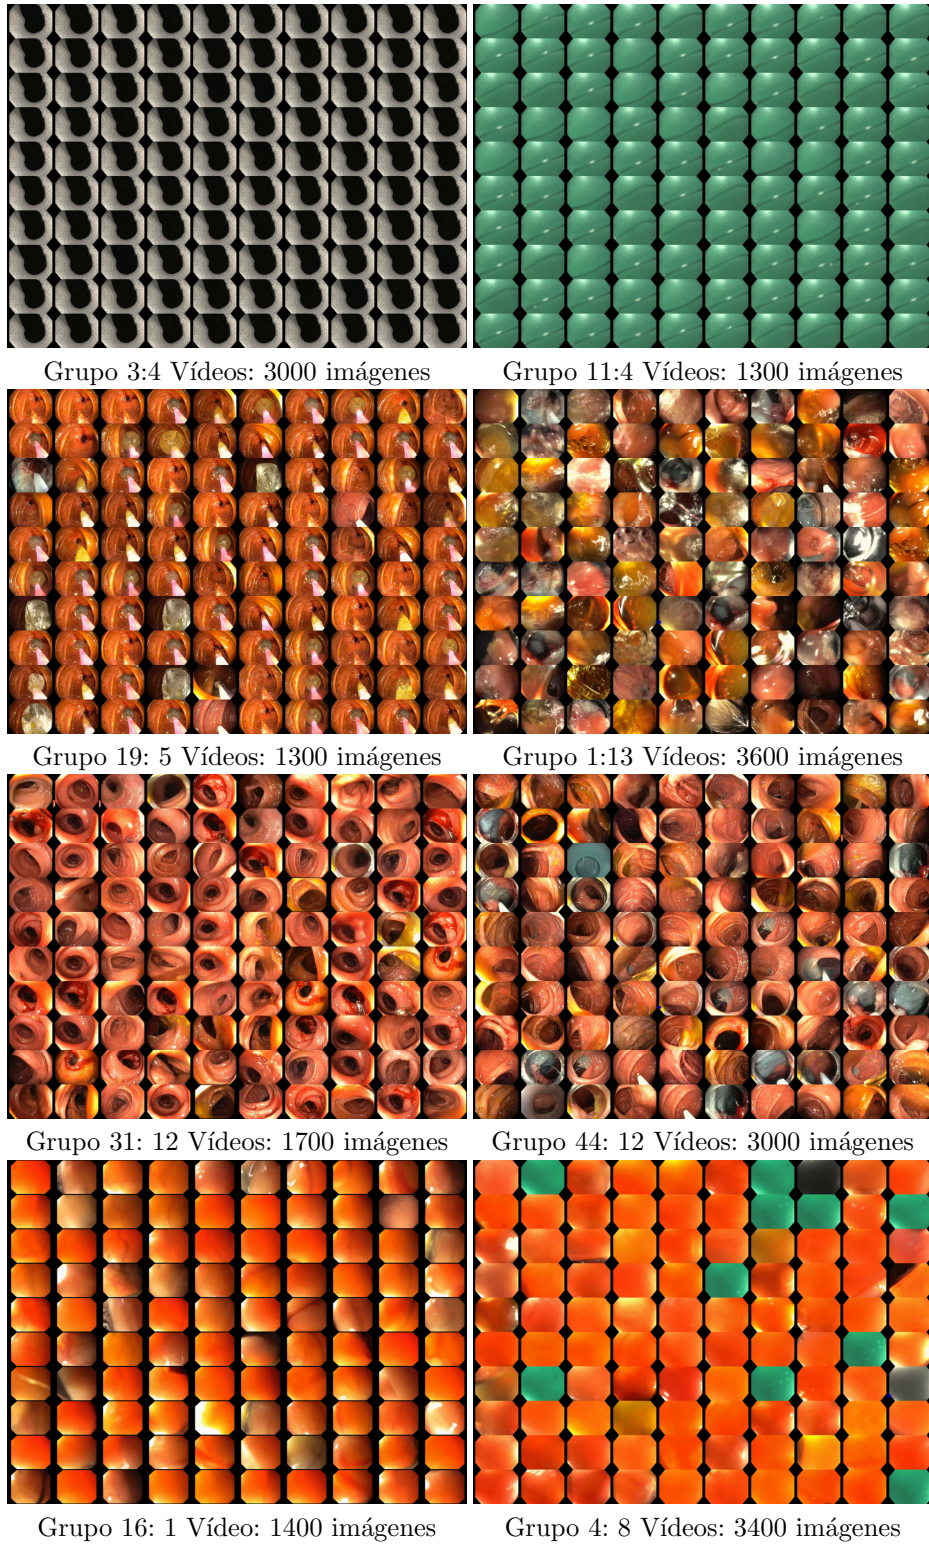 Grupo 3:4 Vídeos: 3000 imágenes
Grupo 11:4 Vídeos: 1300 imágenes
Grupo 19: 5 Vídeos: 1300 imágenes
Grupo 1:13 Vídeos: 3600 imágenes
Grupo 31: 12 Vídeos: 1700 imágenes
Grupo 44: 12 Vídeos: 3000 imágenes
Grupo 16: 1 Vídeo: 1400 imágenes
Grupo 4: 8 Vídeos: 3400 imágenes